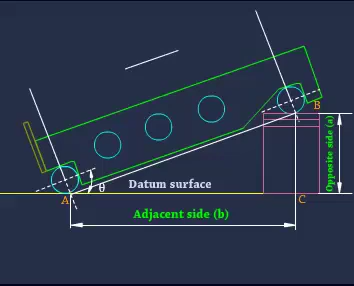 B
Opposite side (a)
θ
Datum surface
A
C
Adjacent side (b)